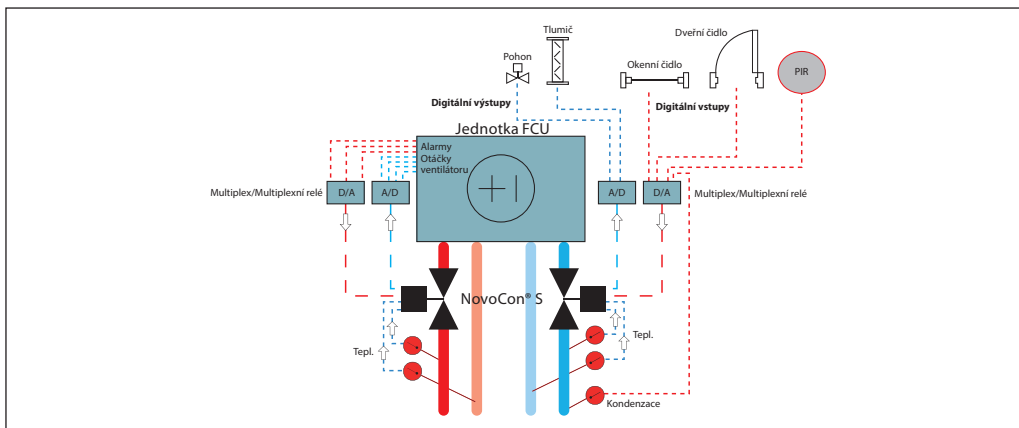 Tlumič
Dveřní čidlo
Pohon
Okenní čidlo
PIR
Digitální výstupy
Digitální vstupy
Jednotka FCU
Alarmy
Otáčky
ventilátoru
Multiplex/Multiplexní relé
D/A
A/D
A/D
D/A
Multiplex/Multiplexní relé
NovoCon® S
Tepl.
Tepl.
Kondenzace